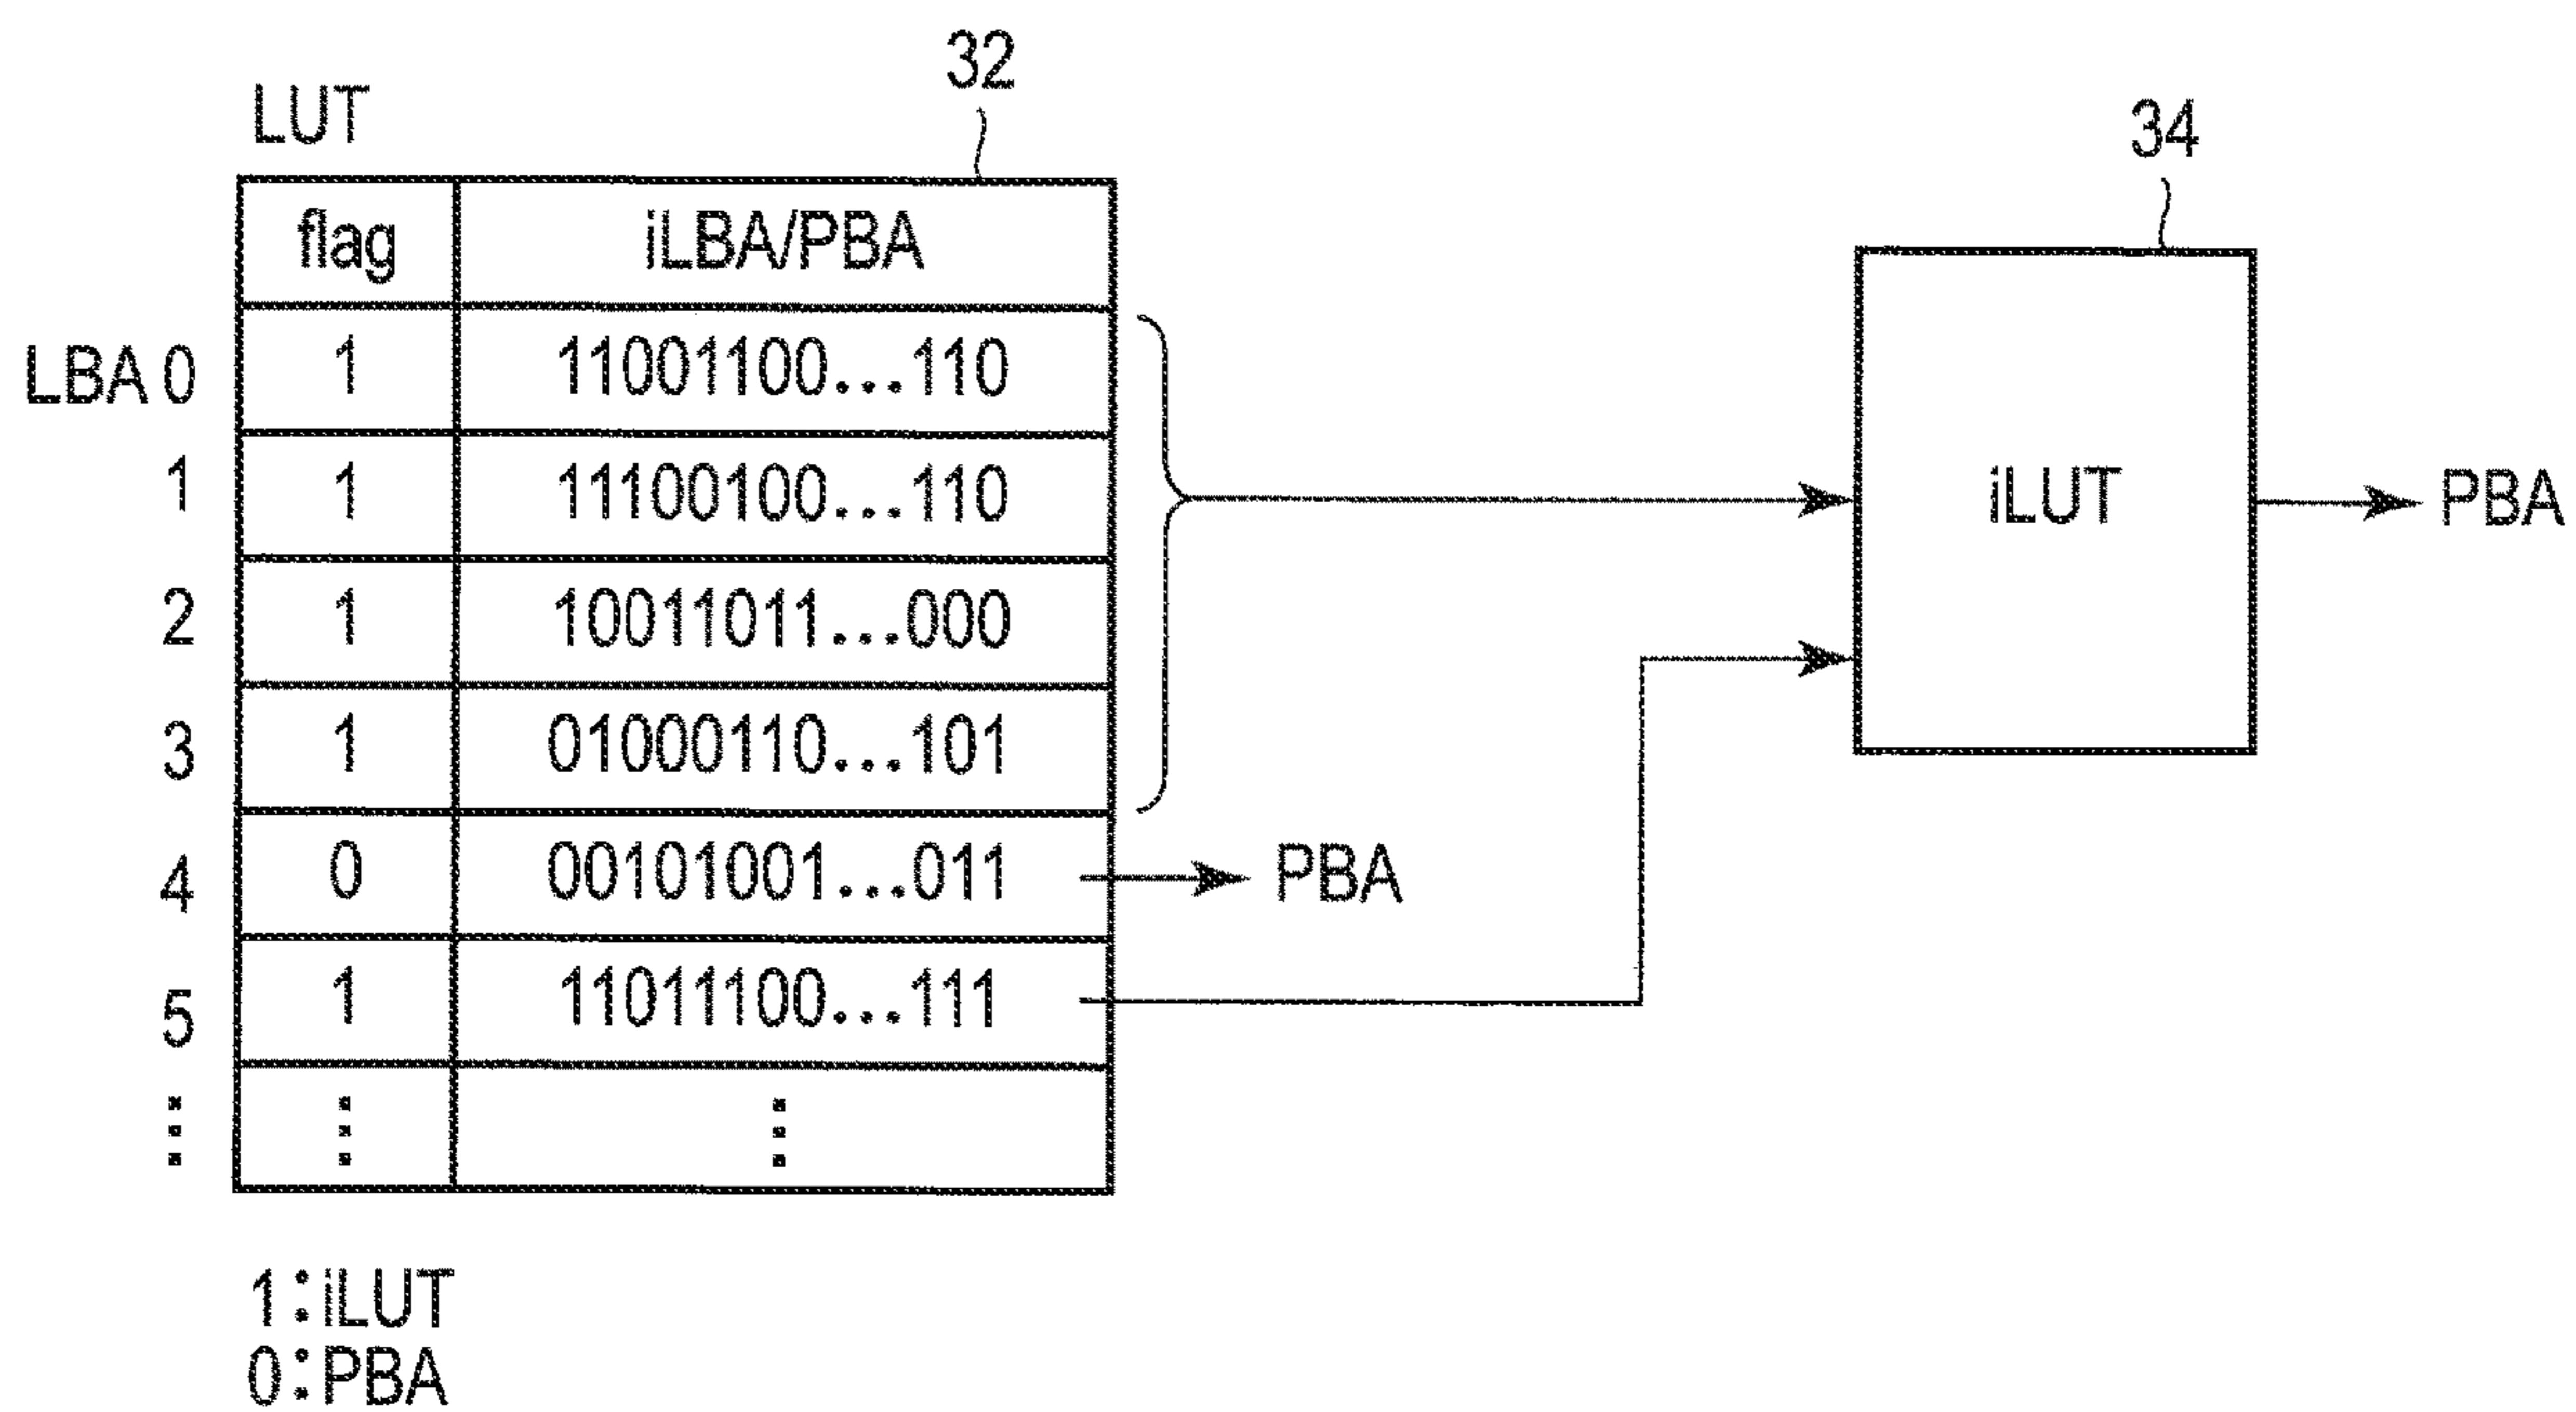 32
LUT
34
flag iLBA/PBA
LBA 0 1 11001100...110
1 1 11100100...110
iLUT
PBA
2 1 10011011...000
3 1 01000110...101
4 0 00101001...011
PBA
5 1 11011100...111
1:iLUT
0:PBA